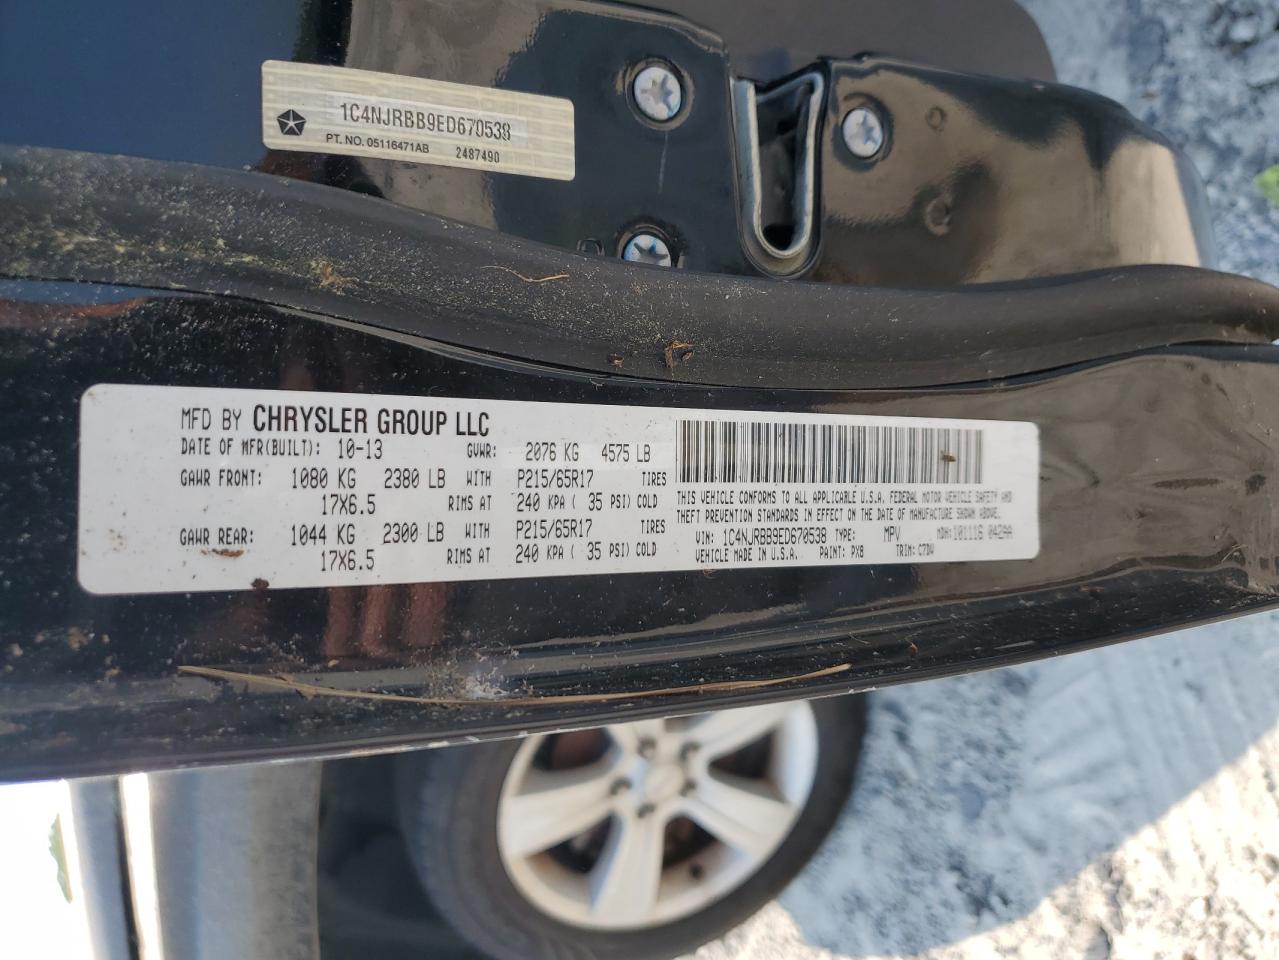 1C4NJRBB9ED670538
PT. NO. 05116471AB 2487490
MFD BY CHRYSLER GROUP LLC
DATE OF MFR(BUILT): 10-13 GVWR: 2076 KG 4575 LB
GAWR FRONT: 1080 KG 2380 LB WITH P215/65R17 TIRES
17X6.5 RIMS AT 240 KPA ( 35 PSI) COLD
GAWR REAR: 1044 KG 2300 LB WITH P215/65R17 TIRES
17X6.5 RIMS AT 240 KPA ( 35 PSI) COLD
THIS VEHICLE CONFORMS TO ALL APPLICABLE U.S.A. FEDERAL MOTOR VEHICLE SAFETY AND
THEFT PREVENTION STANDARDS IN EFFECT ON THE DATE OF MANUFACTURE SHOWN ABOVE.
VIN: 1C4NJRBB9ED670538 TYPE: MPV MDH: 101116 042AA
VEHICLE MADE IN U.S.A. PAINT: PX8 TRIM: C7DV